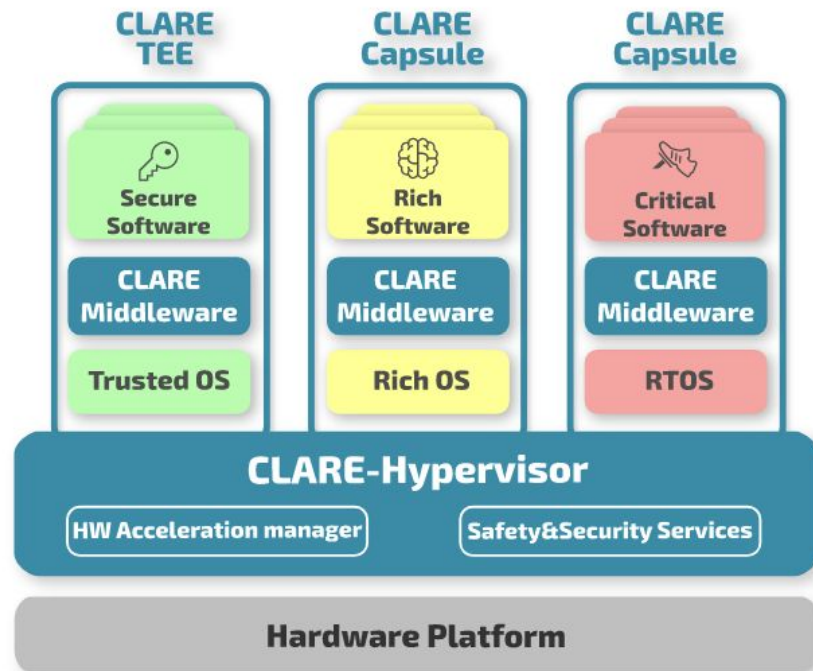 CLARE
TEE
CLARE
Capsule
CLARE
Capsule
Secure
Software
Rich
Software
Critical
Software
CLARE
Middleware
CLARE
Middleware
CLARE
Middleware
Trusted OS
Rich OS
RTOS
CLARE-Hypervisor
HW Acceleration manager
Safety&Security Services
Hardware Platform